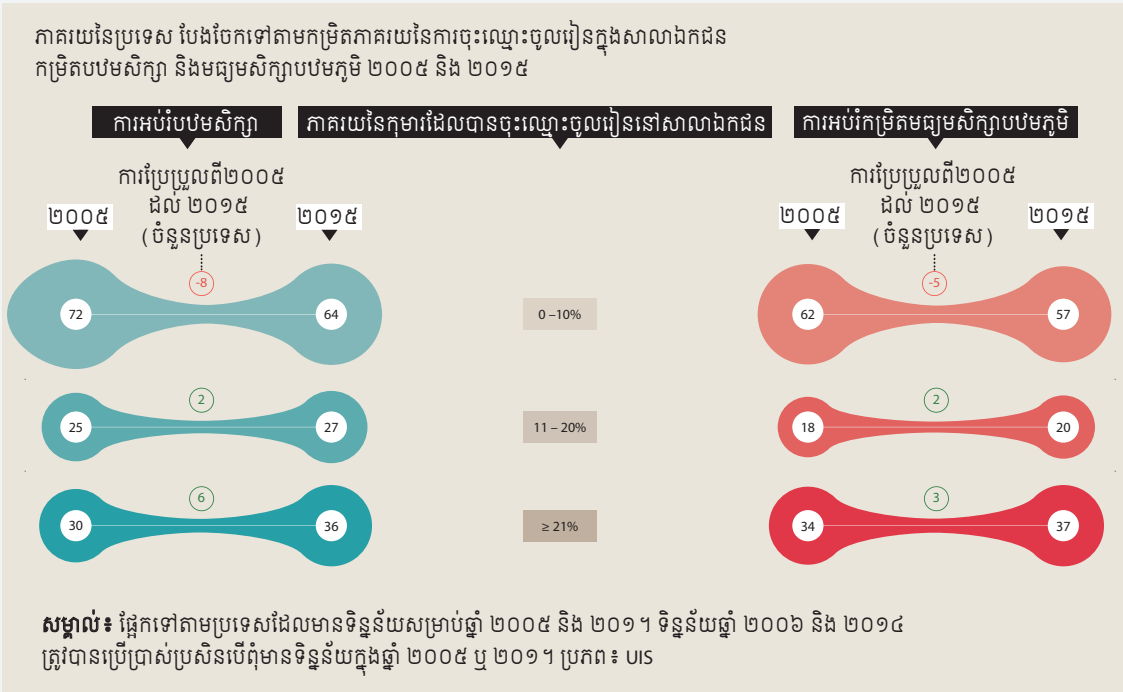 ភាគរយនៃប្រទេស បែងចែកទៅតាមកម្រិតភាគរយនៃការចុះឈ្មោះចូលរៀនក្នុងសាលាឯកជន
កម្រិតបឋមសិក្សា និងមធ្យមសិក្សាបឋមភូមិ ២០០៥ និង ២០១៥
ការអប់រំបឋមសិក្សា
ភាគរយនៃកុមារដែលបានចុះឈ្មោះចូលរៀននៅសាលាឯកជន
ការអប់រំកម្រិតមធ្យមសិក្សាបឋមភូមិ
ការប្រែប្រួលពី២០០៥
ដល់ ២០១៥
(ចំនួនប្រទេស)
២០០៥
២០១៥
ការប្រែប្រួលពី២០០៥
ដល់ ២០១៥
(ចំនួនប្រទេស)
២០០៥
២០១៥
-8
-5
72
64
0 –10%
62
57
2
2
25
27
11 – 20%
18
20
6
3
30
36
≥ 21%
34
37
សម្គាល់៖ ផ្អែកទៅតាមប្រទេសដែលមានទិន្នន័យសម្រាប់ឆ្នាំ ២០០៥ និង ២០១។ ទិន្នន័យឆ្នាំ ២០០៦ និង ២០១៤
ត្រូវបានប្រើប្រាស់ប្រសិនបើពុំមានទិន្នន័យក្នុងឆ្នាំ ២០០៥ ឬ ២០១។ ប្រភព៖ UIS